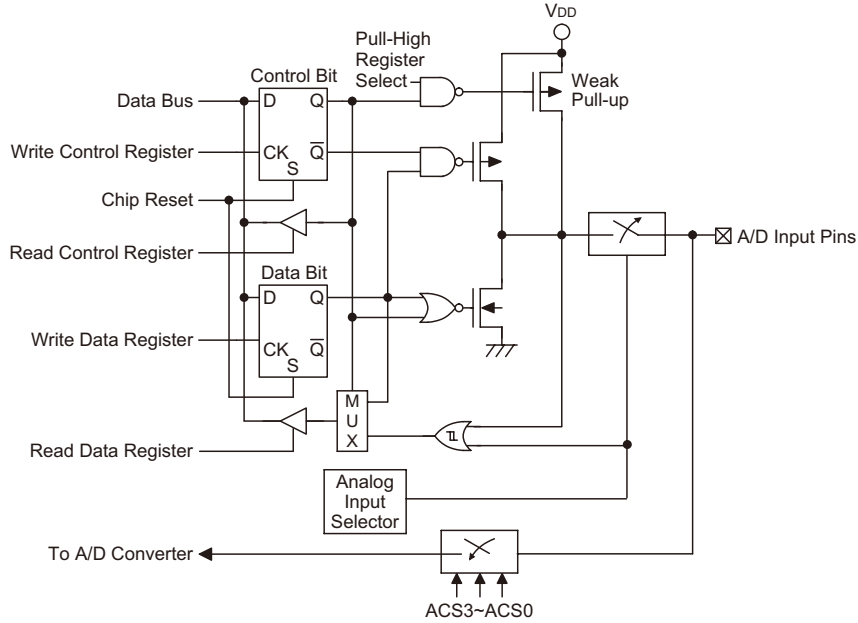 VDD
Pull-High
Register
Select
Weak
Pull-up
Control Bit
Data Bus
D
Q
Write Control Register
CK
Q
S
Chip Reset
Read Control Register
A/D Input Pins
Data Bit
D
Q
Write Data Register
CK
Q
S
M
U
X
Read Data Register
Analog
Input
Selector
To A/D Converter
ACS3~ACS0